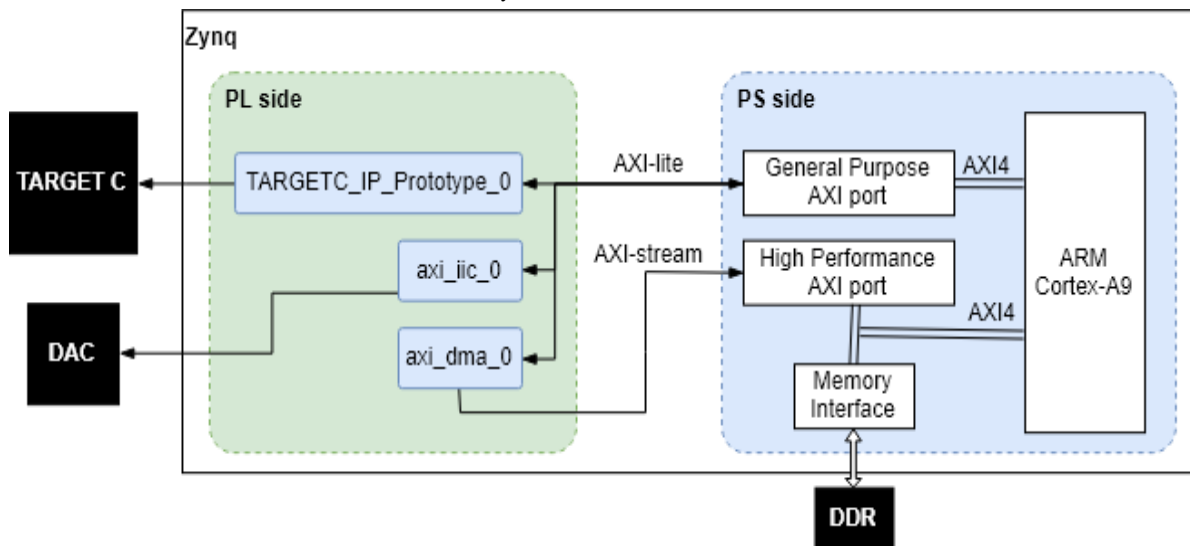 Zynq
PL side
PS side
TARGET C
TARGETC_IP_Prototype_0
AXI-lite
General Purpose
AXI port
AXI4
axi_iic_0
AXI-stream
High Performance
AXI port
ARM
Cortex-A9
AXI4
DAC
axi_dma_0
Memory
Interface
DDR